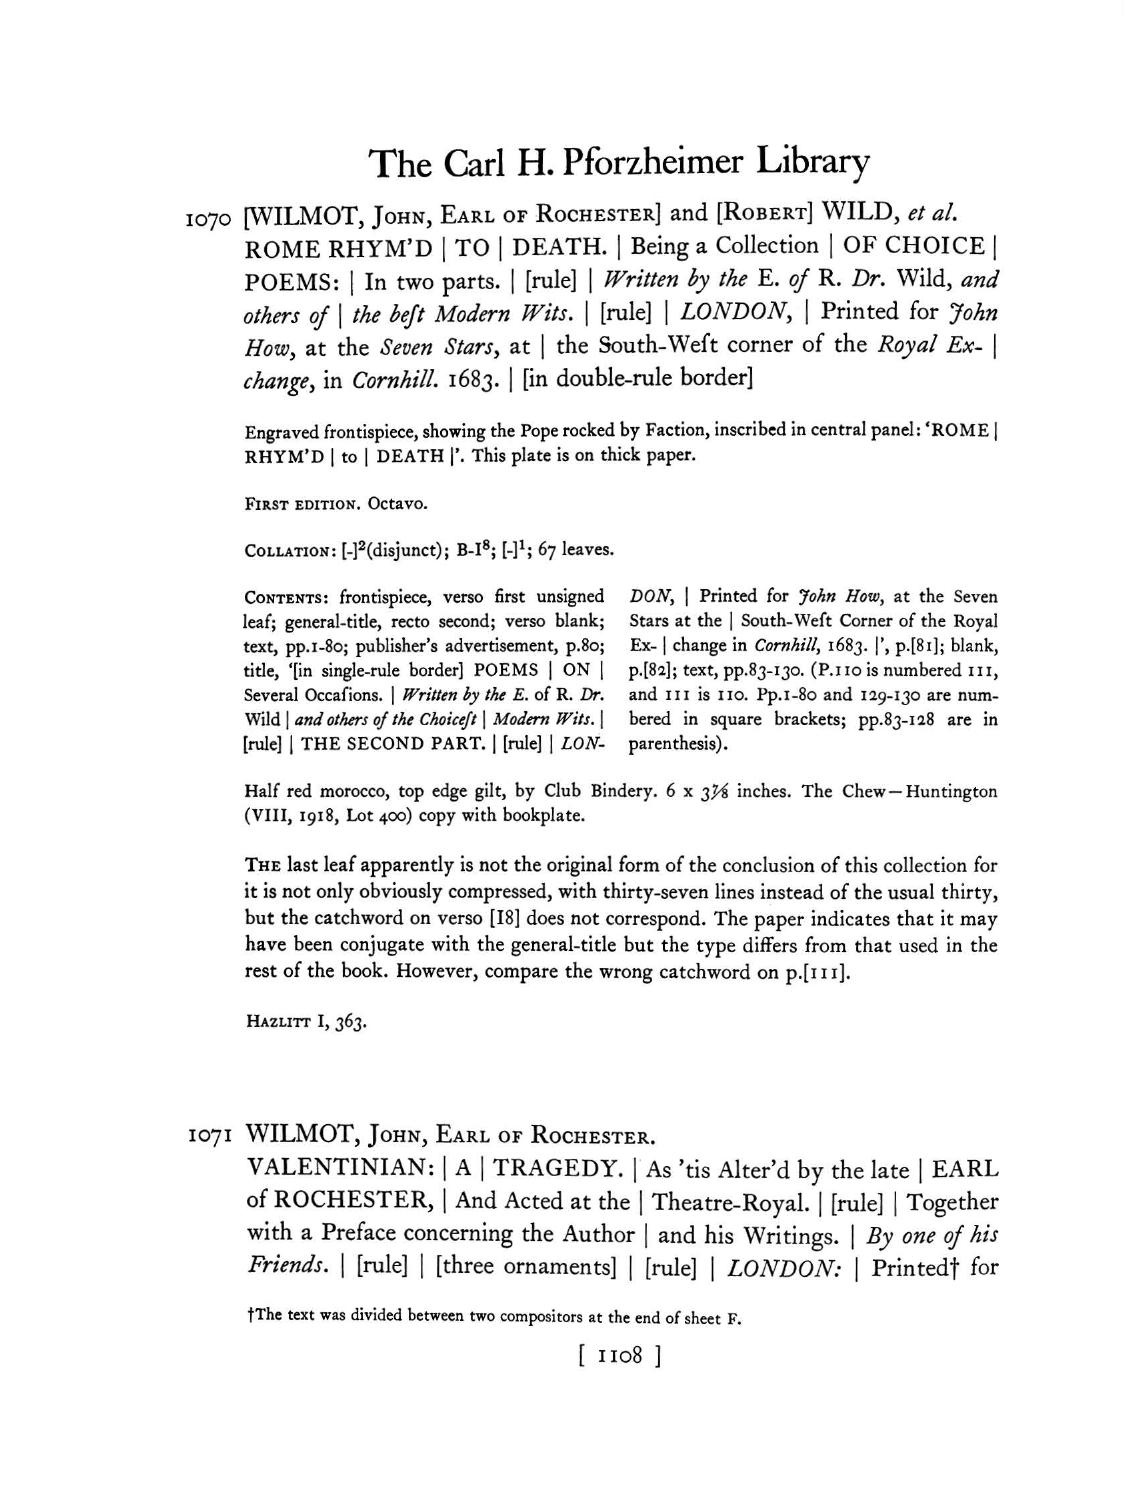 The Carl H. Pforzheimer Library
1070 [WILMOT, John, Earl of Rochester] and [Robert] WILD, et al.
ROME RHYM'D | TO | DEATH. | Being a Collection | OF CHOICE |
POEMS: | In two parts. | [rule] | Written by the E. of R. Dr. Wild, and
others of | the beſt Modern Wits. | [rule] | LONDON, | Printed for John
How, at the Seven Stars, at | the South-Weſt corner of the Royal Ex- |
change, in Cornhill. 1683. | [in double-rule border]
Engraved frontispiece, showing the Pope rocked by Faction, inscribed in central panel: ‘ROME |
RHYM'D | to | DEATH |’. This plate is on thick paper.
First edition. Octavo.
Collation: [-]²(disjunct); B-I⁸; [-]¹; 67 leaves.
Contents: frontispiece, verso first unsigned
leaf; general-title, recto second; verso blank;
text, pp.1-80; publisher's advertisement, p.80;
title, ‘[in single-rule border] POEMS | ON |
Several Occaſions. | Written by the E. of R. Dr.
Wild | and others of the Choiceſt | Modern Wits. |
[rule] | THE SECOND PART. | [rule] | LON-
DON, | Printed for John How, at the Seven
Stars at the | South-Weſt Corner of the Royal
Ex- | change in Cornhill, 1683. |’, p.[81]; blank,
p.[82]; text, pp.83-130. (P.110 is numbered 111,
and 111 is 110. Pp.1-80 and 129-130 are num-
bered in square brackets; pp.83-128 are in
parenthesis).
Half red morocco, top edge gilt, by Club Bindery. 6 x 3⅞ inches. The Chew—Huntington
(VIII, 1918, Lot 400) copy with bookplate.
The last leaf apparently is not the original form of the conclusion of this collection for
it is not only obviously compressed, with thirty-seven lines instead of the usual thirty,
but the catchword on verso [I8] does not correspond. The paper indicates that it may
have been conjugate with the general-title but the type differs from that used in the
rest of the book. However, compare the wrong catchword on p.[111].
Hazlitt I, 363.
1071 WILMOT, John, Earl of Rochester.
VALENTINIAN: | A | TRAGEDY. | As 'tis Alter'd by the late | EARL
of ROCHESTER, | And Acted at the | Theatre-Royal. | [rule] | Together
with a Preface concerning the Author | and his Writings. | By one of his
Friends. | [rule] | [three ornaments] | [rule] | LONDON: | Printed† for
†The text was divided between two compositors at the end of sheet F.
[ 1108 ]